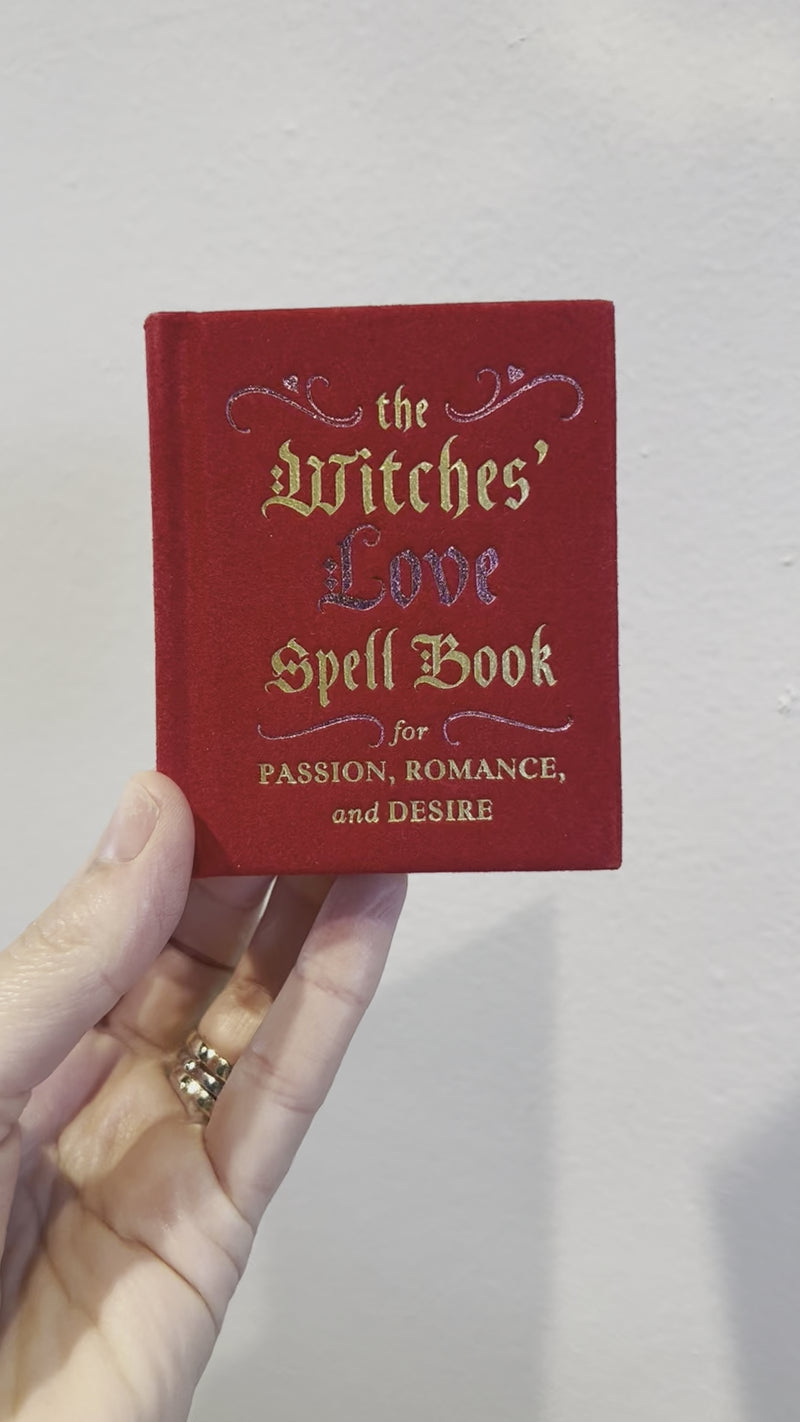 the
Witches'
Love
Spell Book
for
PASSION, ROMANCE,
and DESIRE